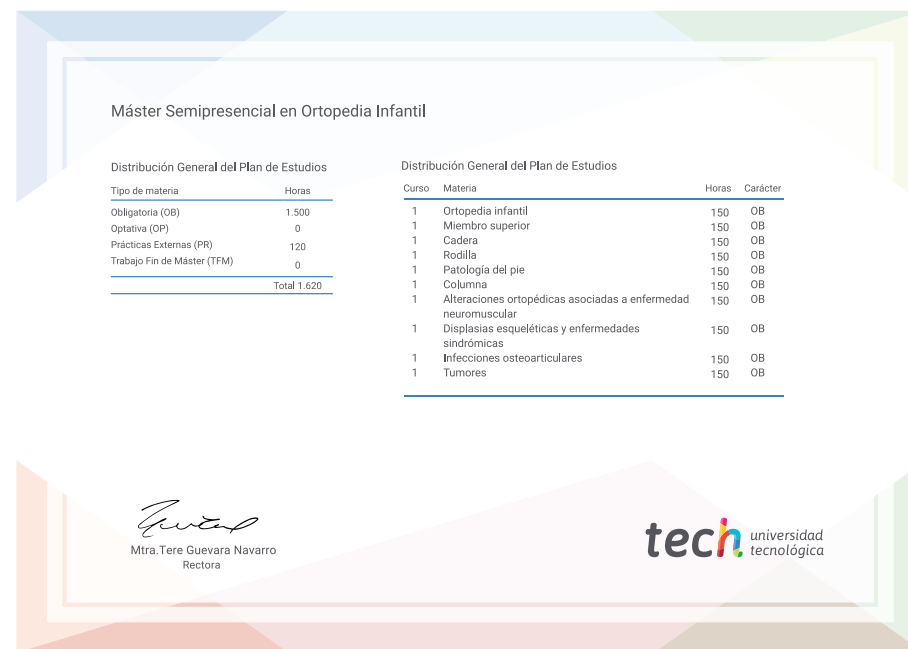 Máster Semipresencial en Ortopedia Infantil
Distribución General del Plan de Estudios
Tipo de materia Horas
Obligatoria (OB) 1.500
Optativa (OP) 0
Prácticas Externas (PR) 120
Trabajo Fin de Máster (TFM) 0
Total 1.620
Distribución General del Plan de Estudios
Curso Materia Horas Carácter
1 Ortopedia infantil 150 OB
1 Miembro superior 150 OB
1 Cadera 150 OB
1 Rodilla 150 OB
1 Patología del pie 150 OB
1 Columna 150 OB
1 Alteraciones ortopédicas asociadas a enfermedad 150 OB
neuromuscular
1 Displasias esqueléticas y enfermedades 150 OB
sindrómicas
1 Infecciones osteoarticulares 150 OB
1 Tumores 150 OB
Mtra.Tere Guevara Navarro
Rectora
tech universidad
tecnológica